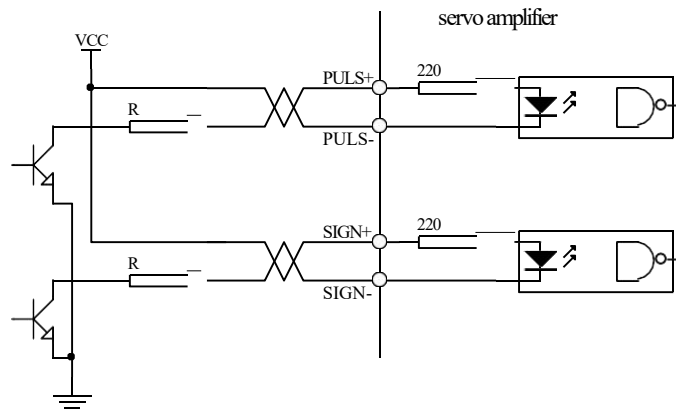 servo amplifier
VCC
PULS+
220
R
PULS-
SIGN+
220
R
SIGN-